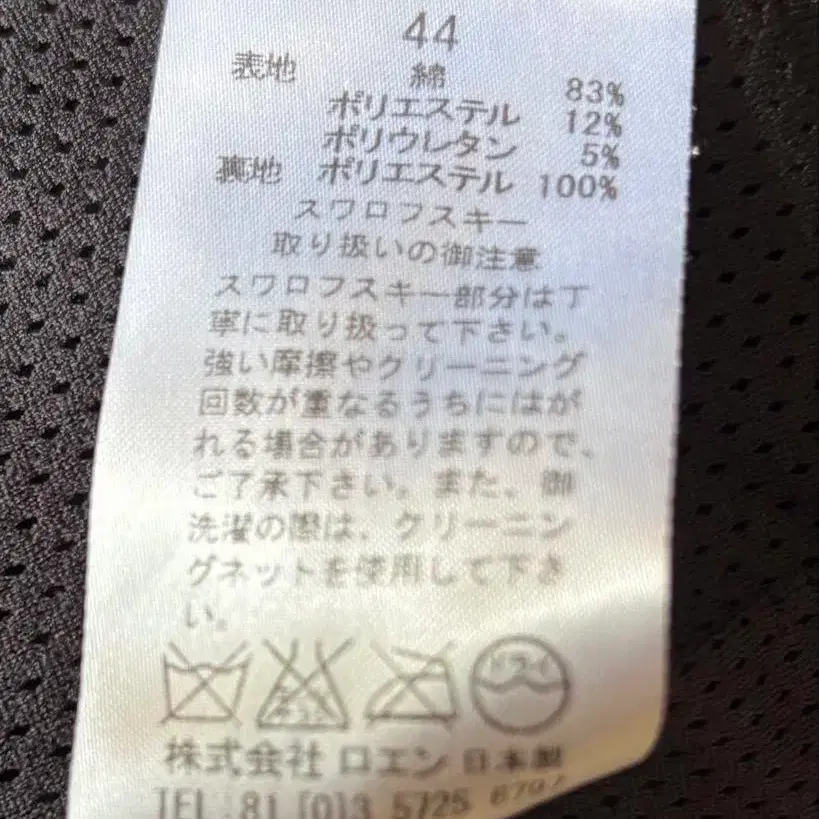 44
表地 綿 83%
ポリエステル 12%
ポリウレタン 5%
裏地 ポリエステル 100%
スワロフスキー
取り扱いの御注意
スワロフスキー部分は丁
寧に取り扱って下さい。
強い摩擦やクリーニング
回数が重なるうちにはが
れる場合がありますので、
ご了承下さい。また、御
洗濯の際は、クリーニン
グネットを使用して下さ
い。
ドライ
株式会社 ロエン 日本製
TEL:81 [0]3 5725